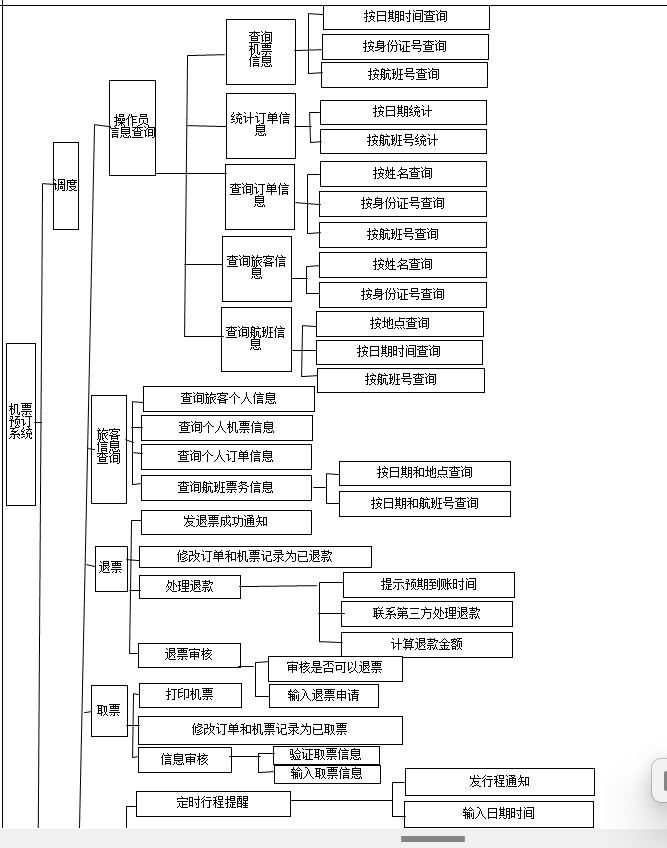 按日期时间查询
查询
机票
信息
按身份证号查询
按航班号查询
操作员
信息查询
统计订单信
息
按日期统计
按航班号统计
调度
查询订单信
息
按姓名查询
按身份证号查询
按航班号查询
查询旅客信
息
按姓名查询
按身份证号查询
查询航班信
息
按地点查询
按日期时间查询
按航班号查询
机票
预订
系统
旅客
信息
查询
查询旅客个人信息
查询个人机票信息
查询个人订单信息
查询航班票务信息
按日期和地点查询
按日期和航班号查询
退票
发退票成功通知
修改订单和机票记录为已退款
处理退款
提示预期到账时间
联系第三方处理退款
计算退款金额
退票审核
审核是否可以退票
输入退票申请
取票
打印机票
修改订单和机票记录为已取票
信息审核
验证取票信息
输入取票信息
定时行程提醒
发行程通知
输入日期时间